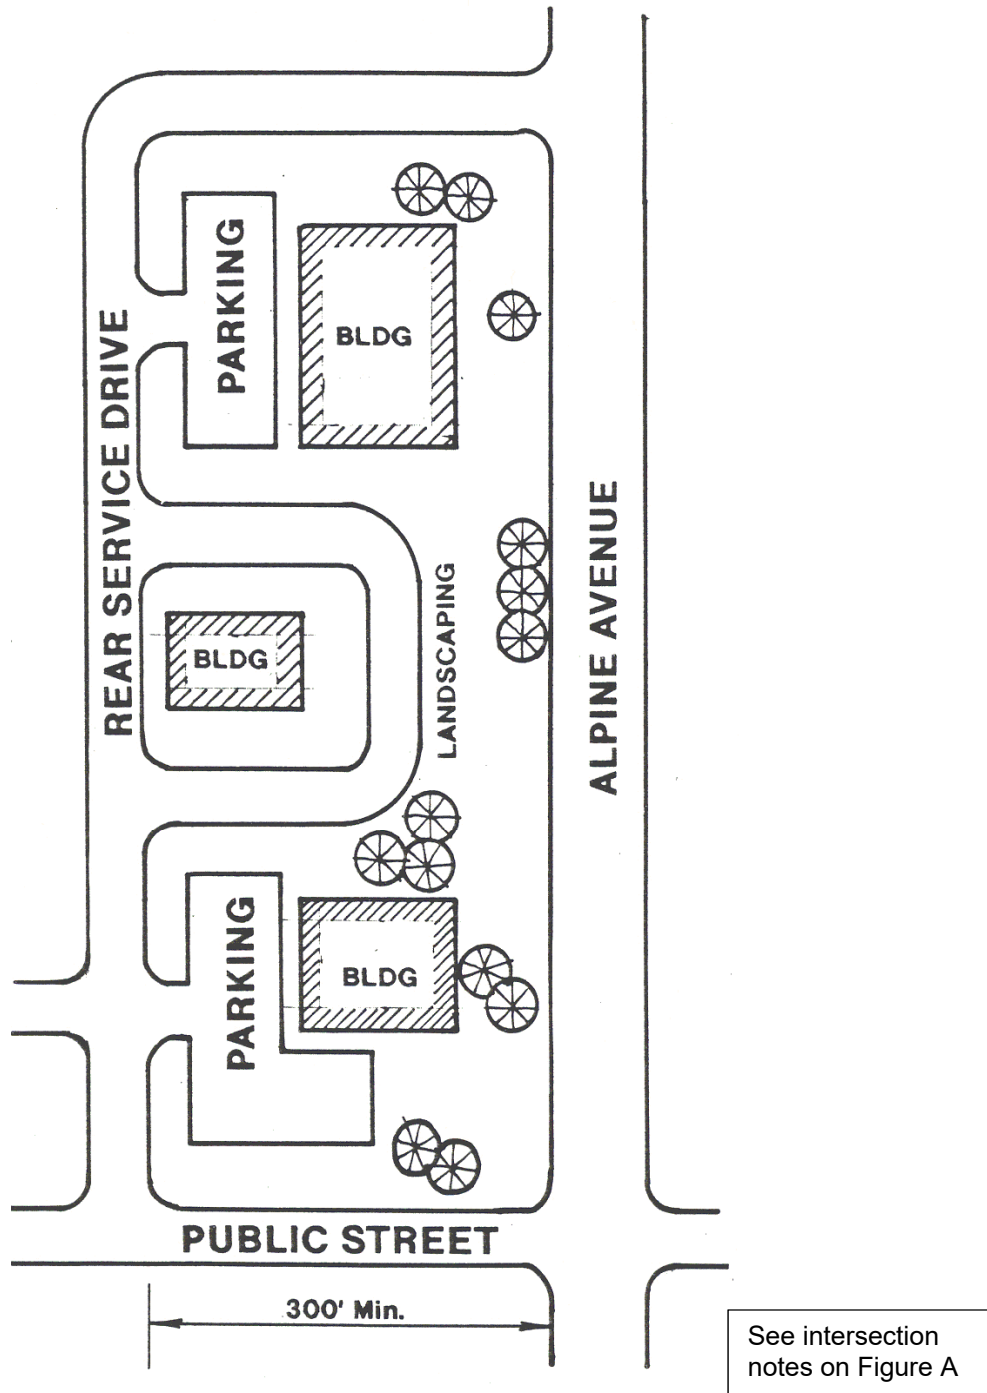 PARKING
BLDG
REAR SERVICE DRIVE
ALPINE AVENUE
LANDSCAPING
BLDG
PARKING
BLDG
PUBLIC STREET
300' Min.
See intersection
notes on Figure A